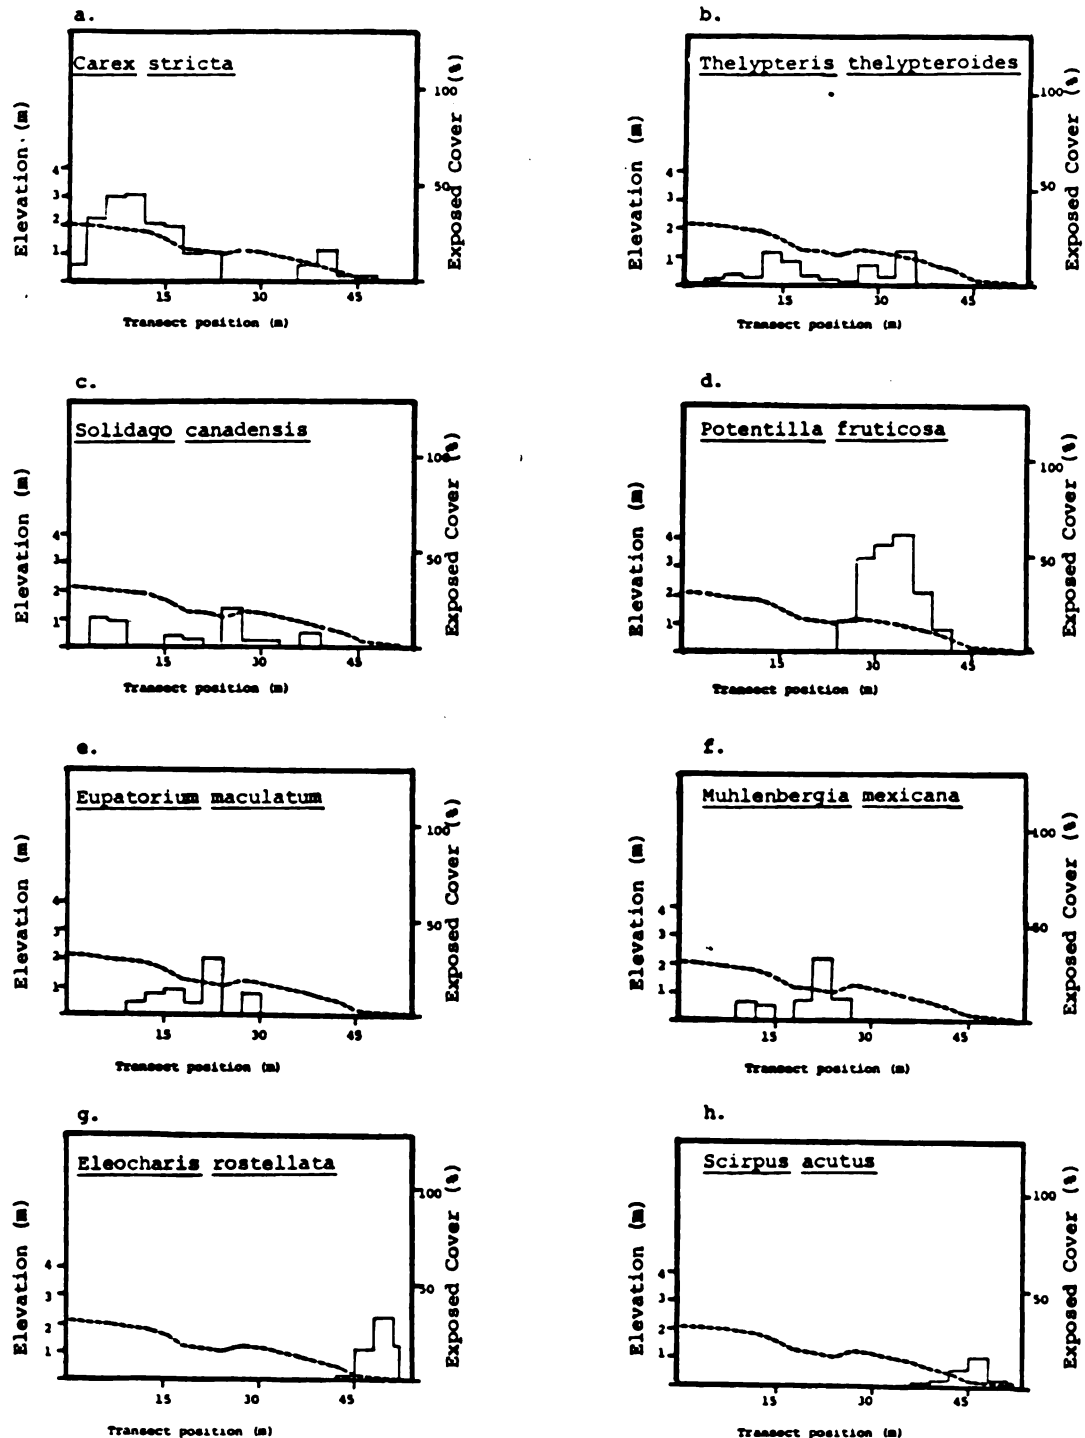 a.
Carex stricta
Elevation (m)
4
3
2
1
100
50
Exposed Cover (%)
15 30 45
Transect position (m)
b.
Thelypteris thelypteroides
Elevation (m)
4
3
2
1
100
50
Exposed Cover (%)
15 30 45
Transect position (m)
c.
Solidago canadensis
Elevation (m)
4
3
2
1
100
50
Exposed Cover (%)
15 30 45
Transect position (m)
d.
Potentilla fruticosa
Elevation (m)
4
3
2
1
100
50
Exposed Cover (%)
15 30 45
Transect position (m)
e.
Eupatorium maculatum
Elevation (m)
4
3
2
1
100
50
Exposed Cover (%)
15 30 45
Transect position (m)
f.
Muhlenbergia mexicana
Elevation (m)
4
3
2
1
100
50
Exposed Cover (%)
15 30 45
Transect position (m)
g.
Eleocharis rostellata
Elevation (m)
4
3
2
1
100
50
Exposed Cover (%)
15 30 45
Transect position (m)
h.
Scirpus acutus
Elevation (m)
4
3
2
1
100
50
Exposed Cover (%)
15 30 45
Transect position (m)